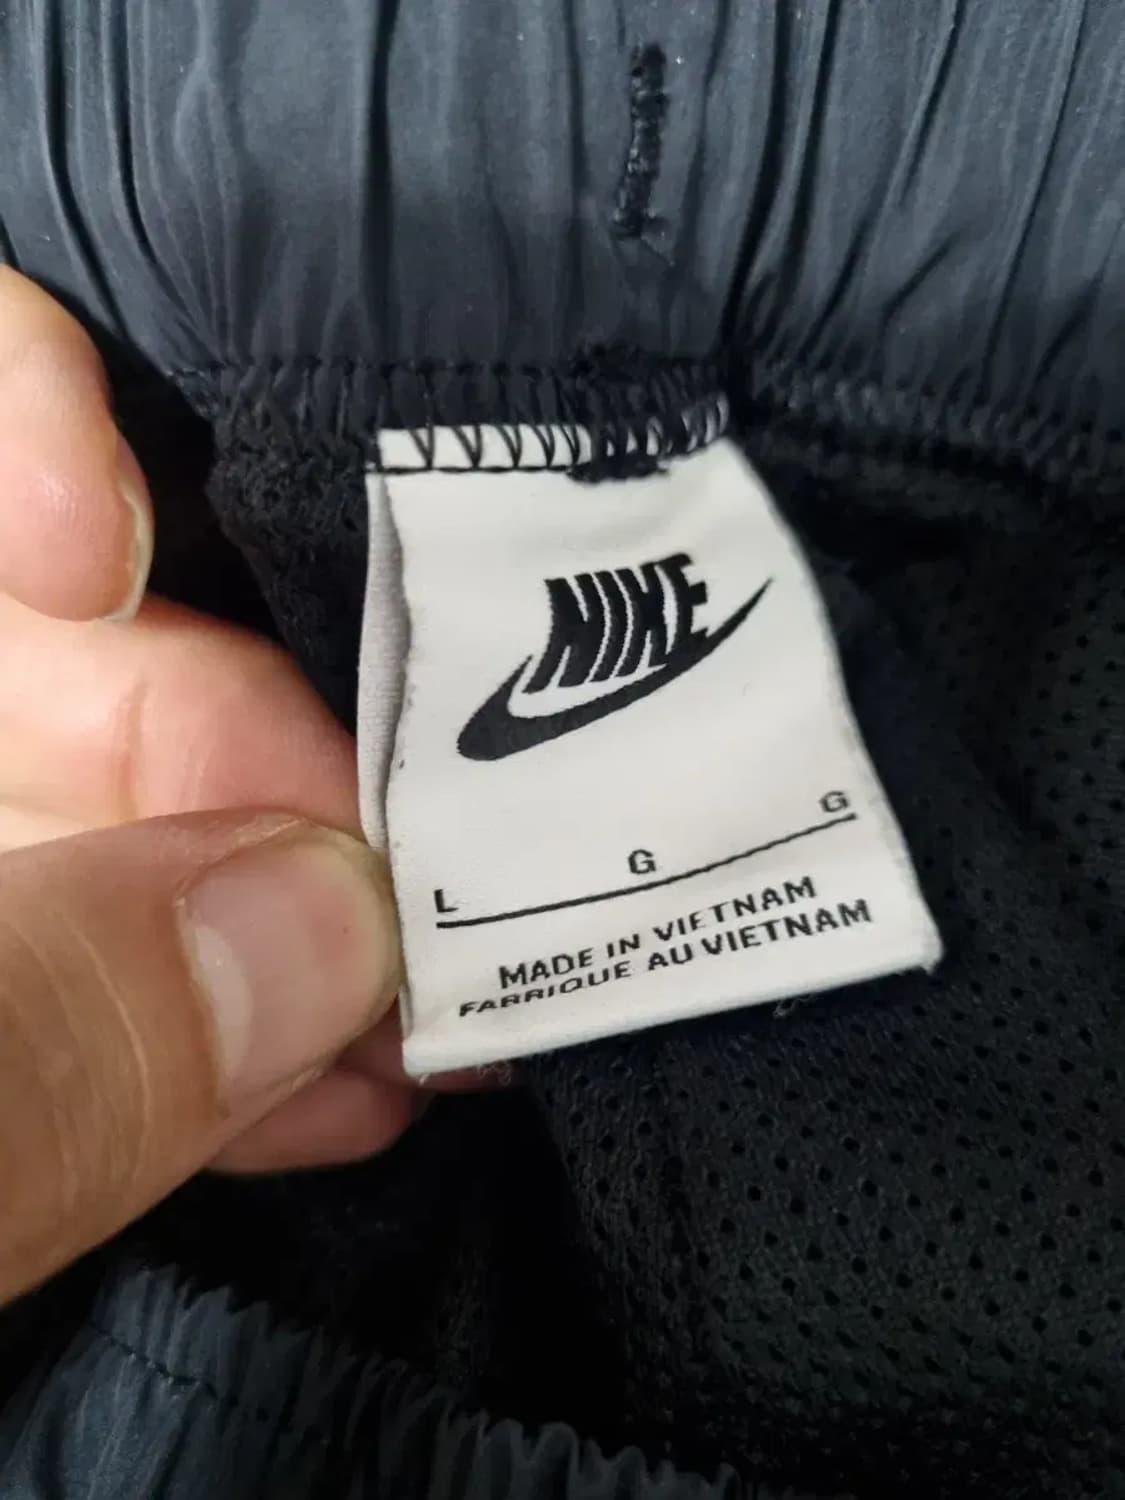 NIKE
L G G
MADE IN VIETNAM
FABRIQUE AU VIETNAM